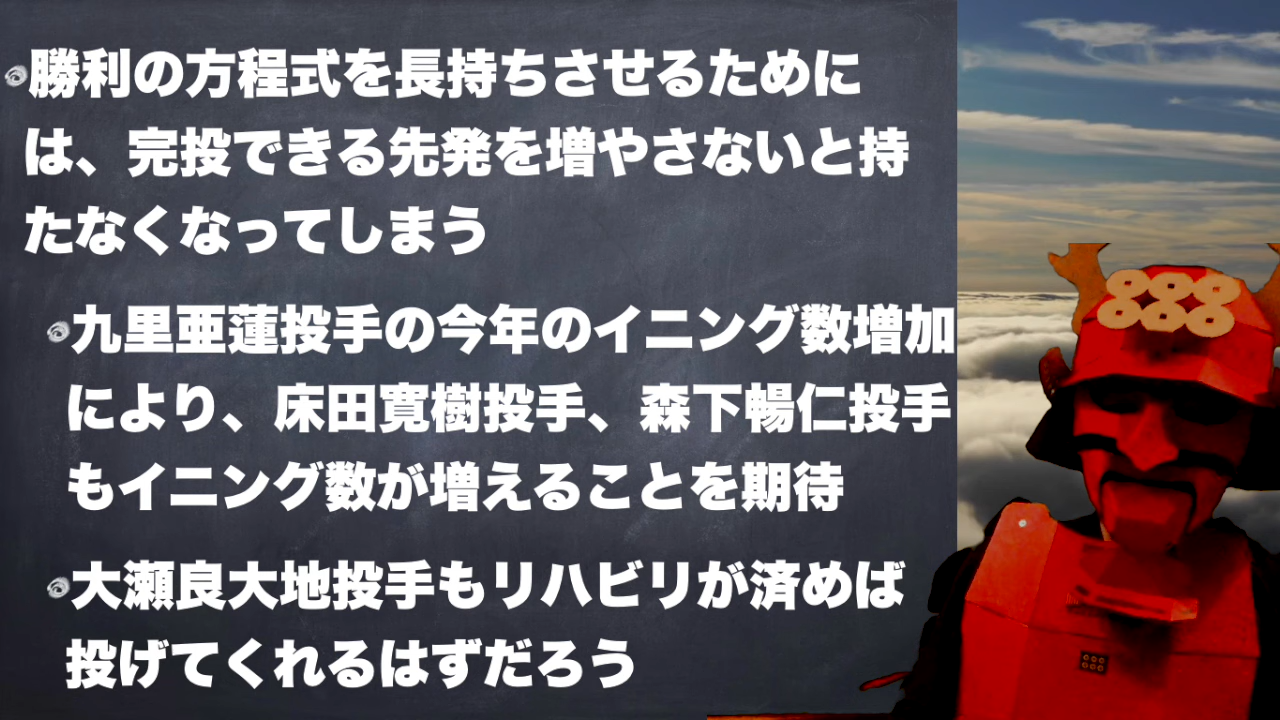 勝利の方程式を長持ちさせるために
は、完投できる先発を増やさないと持
たなくなってしまう
九里亜蓮投手の今年のイニング数増加
により、床田寛樹投手、森下暢仁投手
もイニング数が増えることを期待
大瀬良大地投手もリハビリが済めば
投げてくれるはずだろう